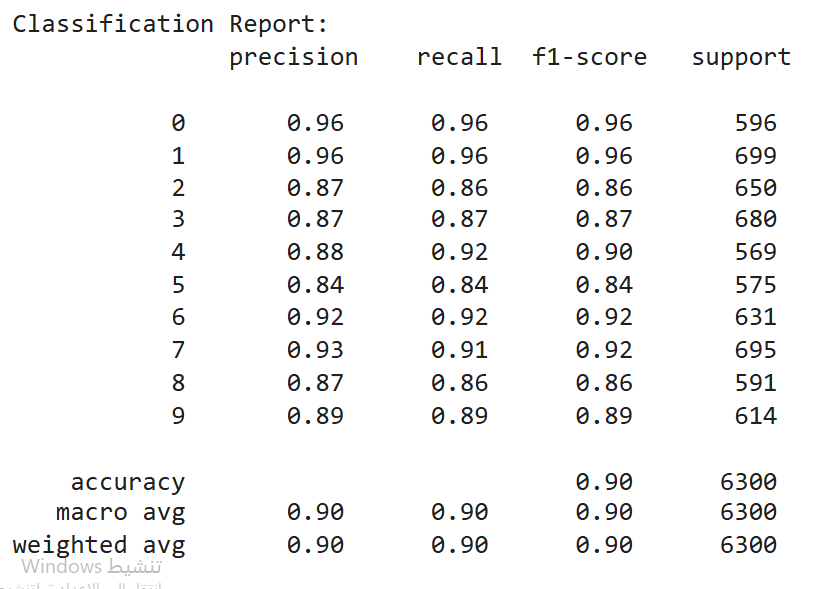 Classification Report:
precision recall f1-score support
0 0.96 0.96 0.96 596
1 0.96 0.96 0.96 699
2 0.87 0.86 0.86 650
3 0.87 0.87 0.87 680
4 0.88 0.92 0.90 569
5 0.84 0.84 0.84 575
6 0.92 0.92 0.92 631
7 0.93 0.91 0.92 695
8 0.87 0.86 0.86 591
9 0.89 0.89 0.89 614
accuracy 0.90 6300
macro avg 0.90 0.90 0.90 6300
weighted avg 0.90 0.90 0.90 6300
تنشيط Windows